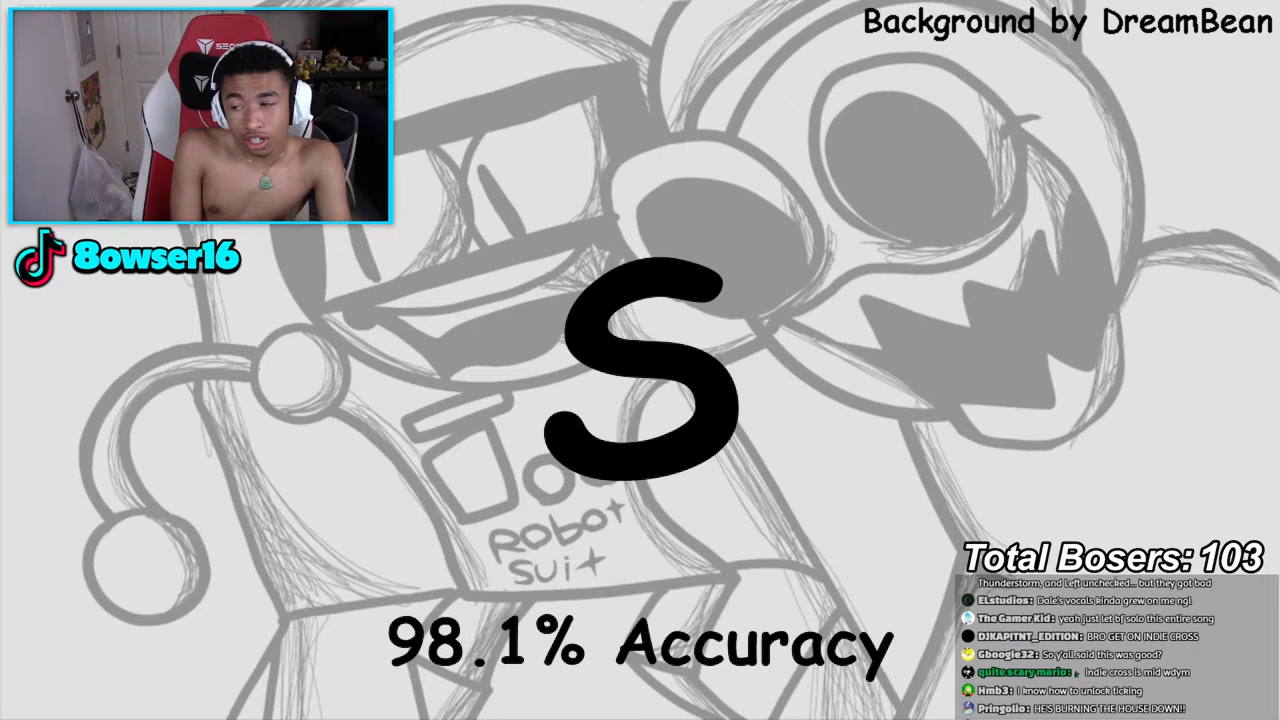 Background by DreamBean
8owser16
S
ROBOT
SUIT
98.1% Accuracy
Total Bosers: 103
Thunderstorm, and Left unchecked... but they got bad
ELstudios: Dale's vocals kinda grew on me ngl
The Gamer Kid: yeah just let bf solo this entire song
DJKAPITNT_EDITION: BRO GET ON INDIE CROSS
Gboogie32: So y'all said this was good?
quite scary mario: Indie cross is mid wdym
Hmb3: I know how to unlock ticking
Pringolio: HE'S BURNING THE HOUSE DOWN!!